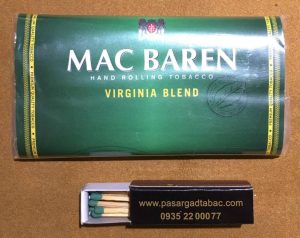 MAC BAREN
HAND ROLLING TOBACCO
VIRGINIA BLEND
www.pasargadtabac.com
0935 22 00077